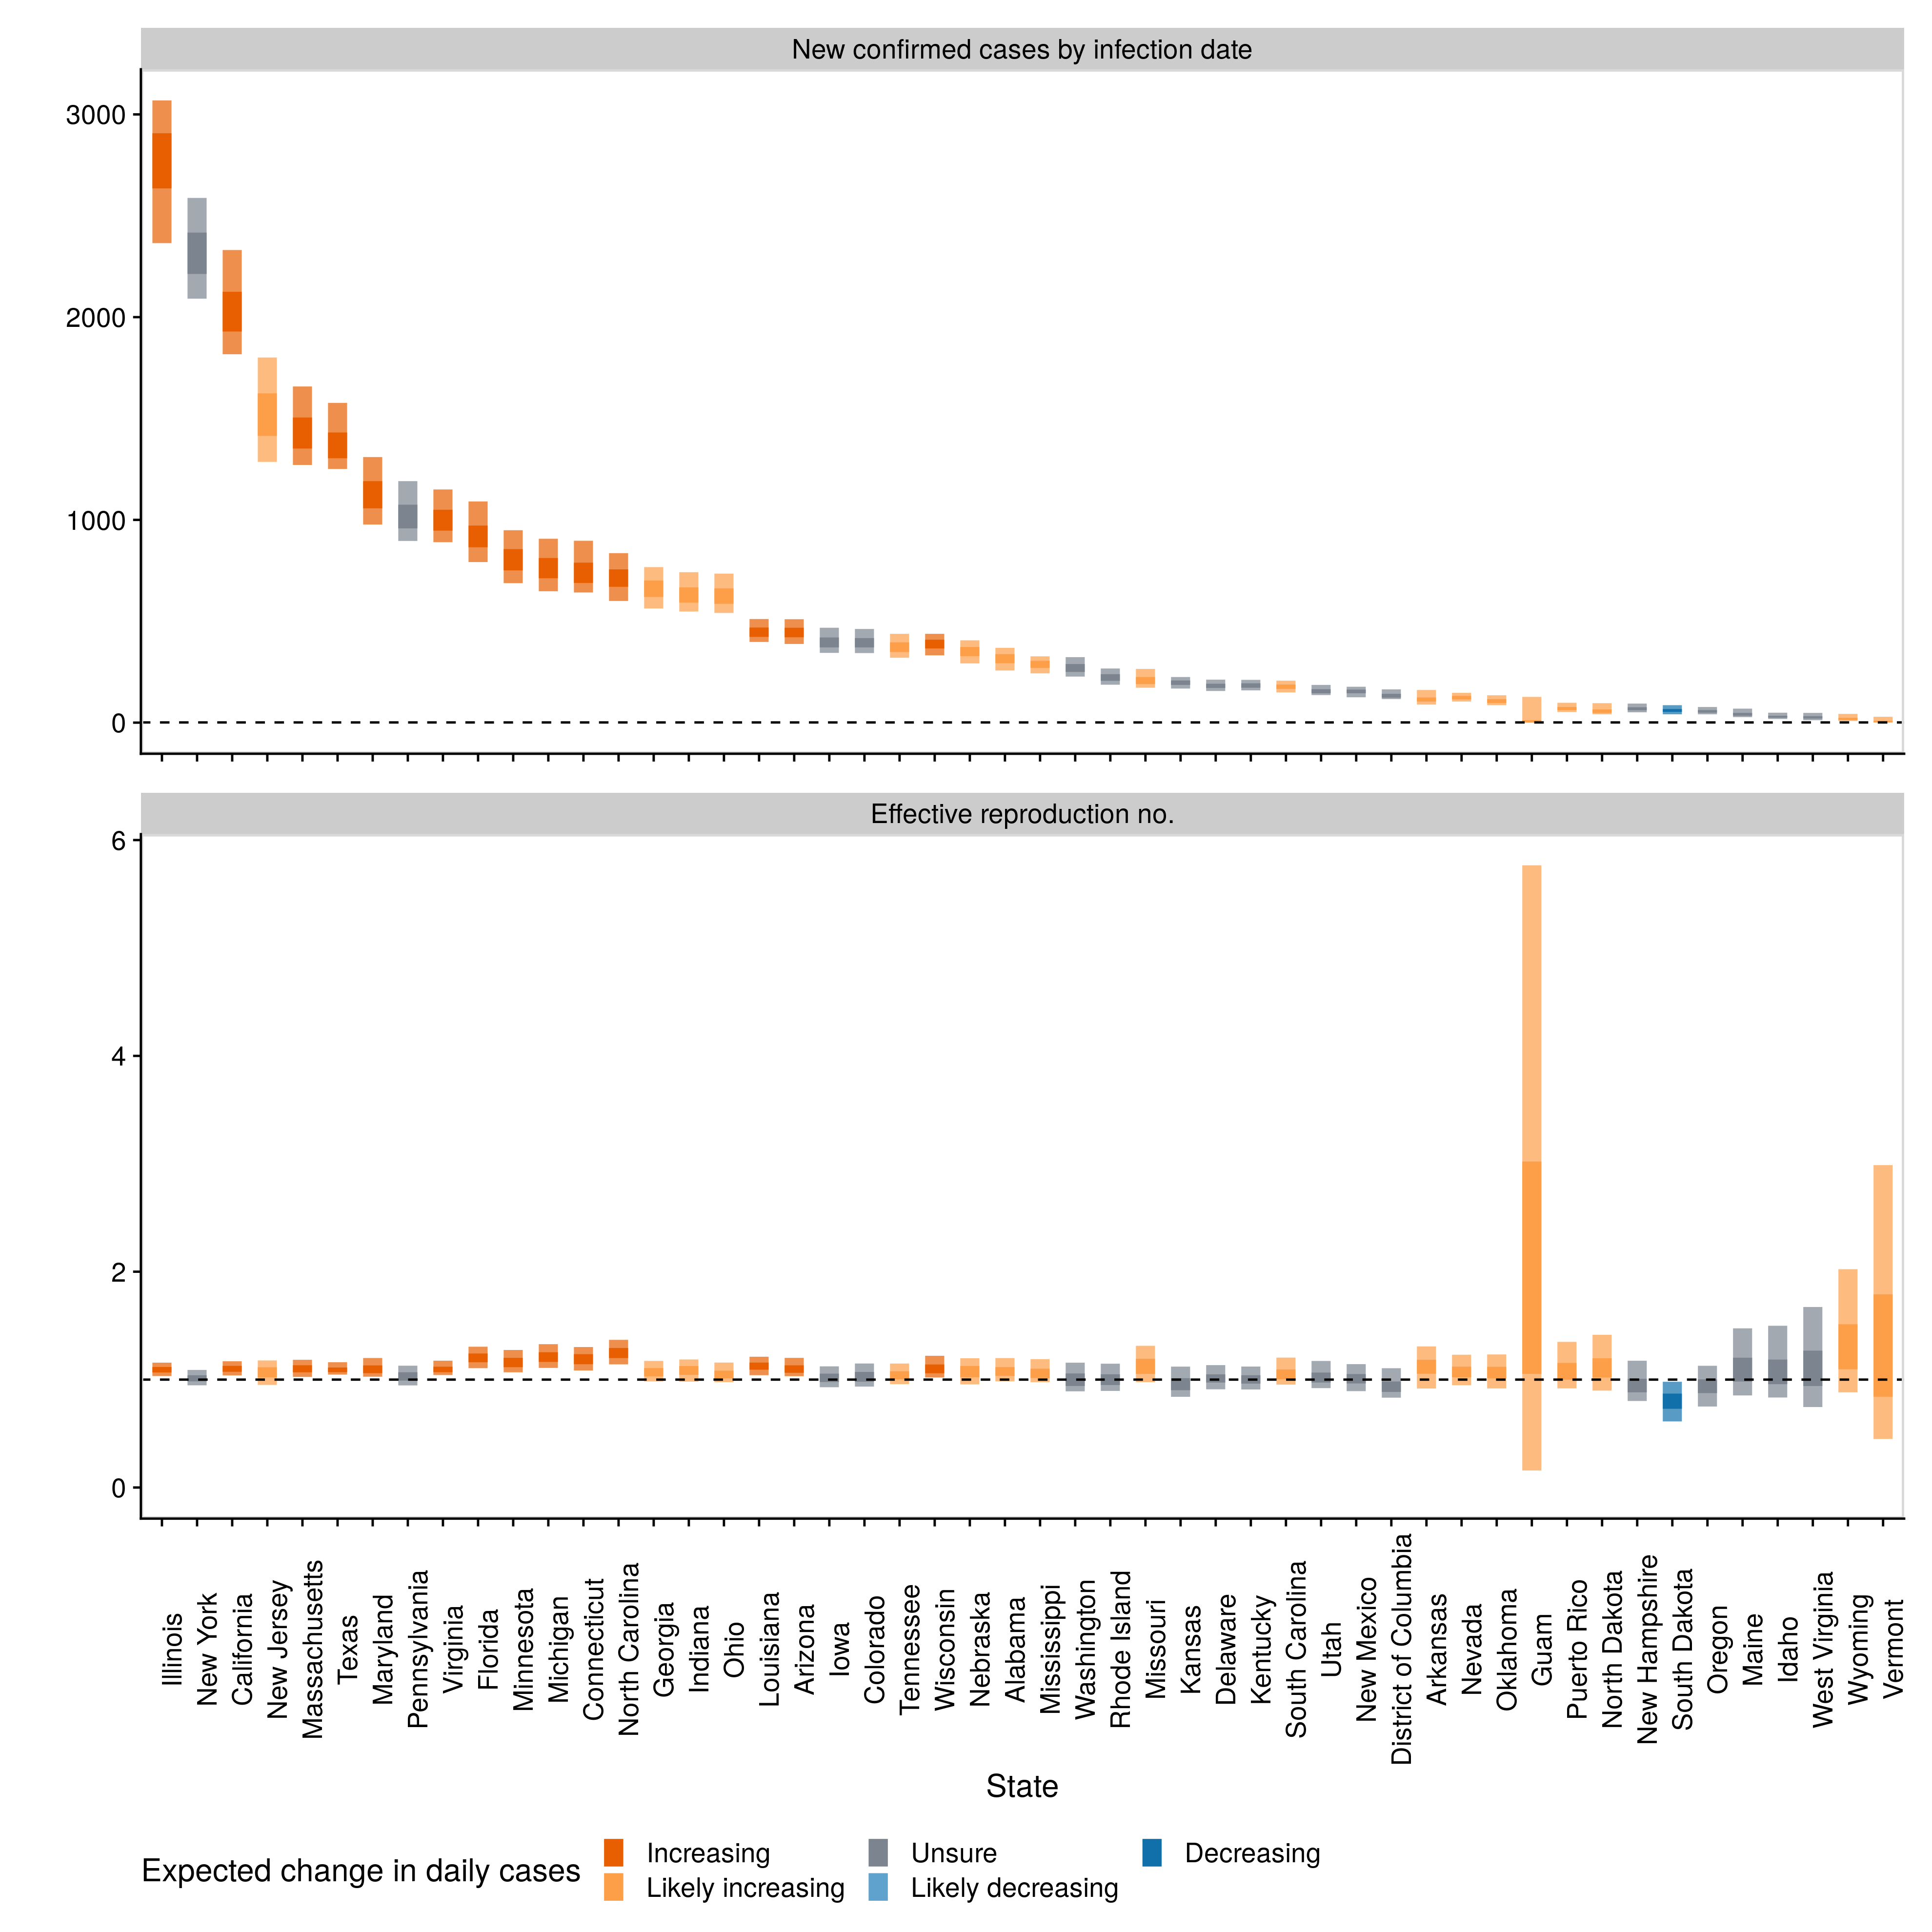 New confirmed cases by infection date
3000
2000
1000
0
Effective reproduction no.
6
4
2
0
Illinois
New York
California
New Jersey
Massachusetts
Texas
Maryland
Pennsylvania
Virginia
Florida
Minnesota
Michigan
Connecticut
North Carolina
Georgia
Indiana
Ohio
Louisiana
Arizona
Iowa
Colorado
Tennessee
Wisconsin
Nebraska
Alabama
Mississippi
Washington
Rhode Island
Missouri
Kansas
Delaware
Kentucky
South Carolina
Utah
New Mexico
District of Columbia
Arkansas
Nevada
Oklahoma
Guam
Puerto Rico
North Dakota
New Hampshire
South Dakota
Oregon
Maine
Idaho
West Virginia
Wyoming
Vermont
State
Expected change in daily cases
Increasing
Likely increasing
Unsure
Likely decreasing
Decreasing